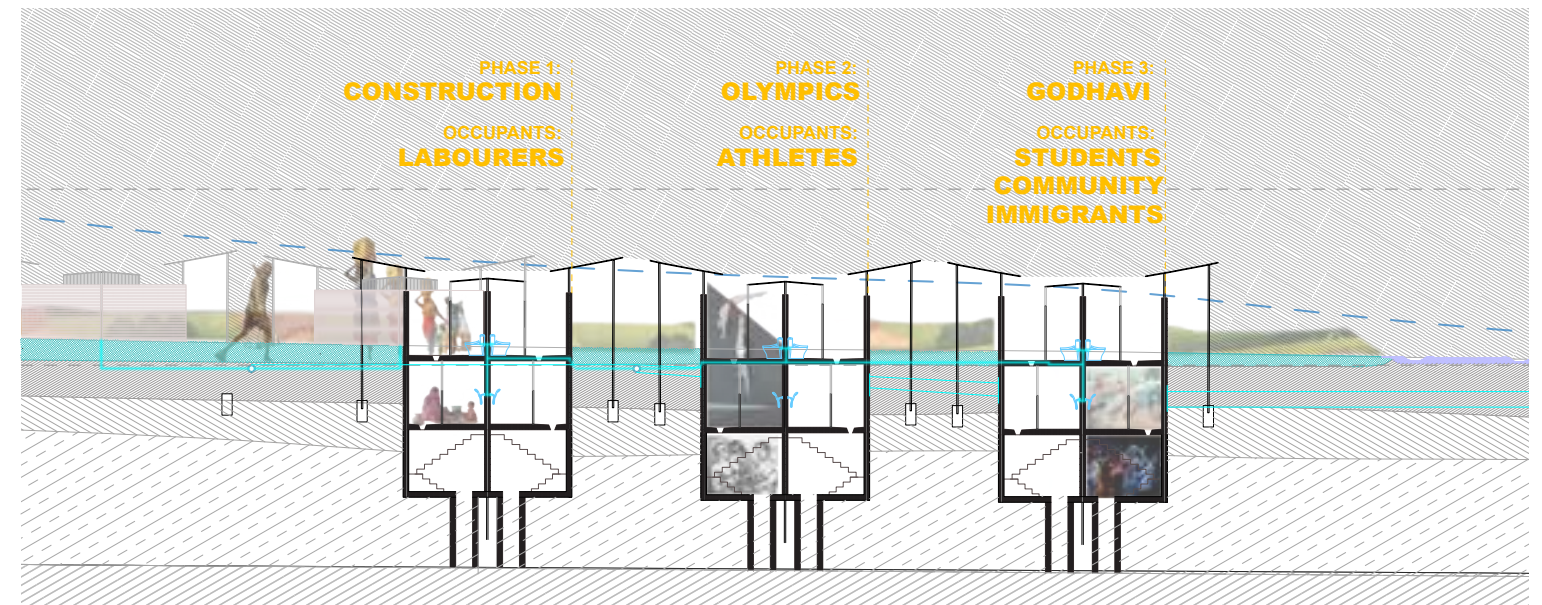 PHASE 1:
CONSTRUCTION
OCCUPANTS:
LABOURERS
PHASE 2:
OLYMPICS
OCCUPANTS:
ATHLETES
PHASE 3:
GODHAVI
OCCUPANTS:
STUDENTS
COMMUNITY
IMMIGRANTS